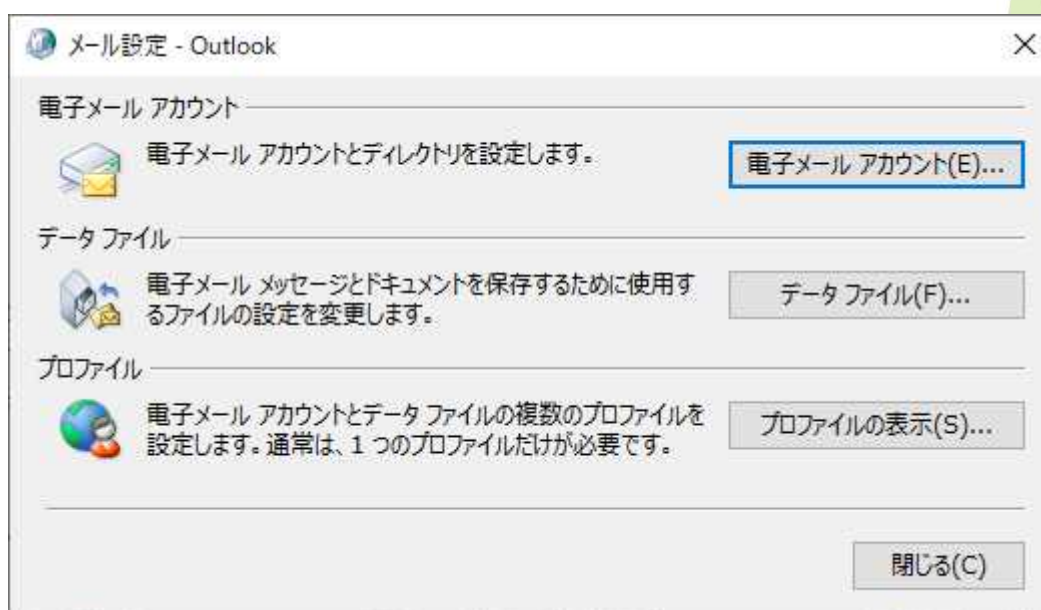 メール設定 - Outlook
電子メール アカウント
電子メール アカウントとディレクトリを設定します。
電子メール アカウント(E)...
データ ファイル
電子メール メッセージとドキュメントを保存するために使用す
るファイルの設定を変更します。
データ ファイル(F)...
プロファイル
電子メール アカウントとデータ ファイルの複数のプロファイルを
設定します。通常は、1 つのプロファイルだけが必要です。
プロファイルの表示(S)...
閉じる(C)